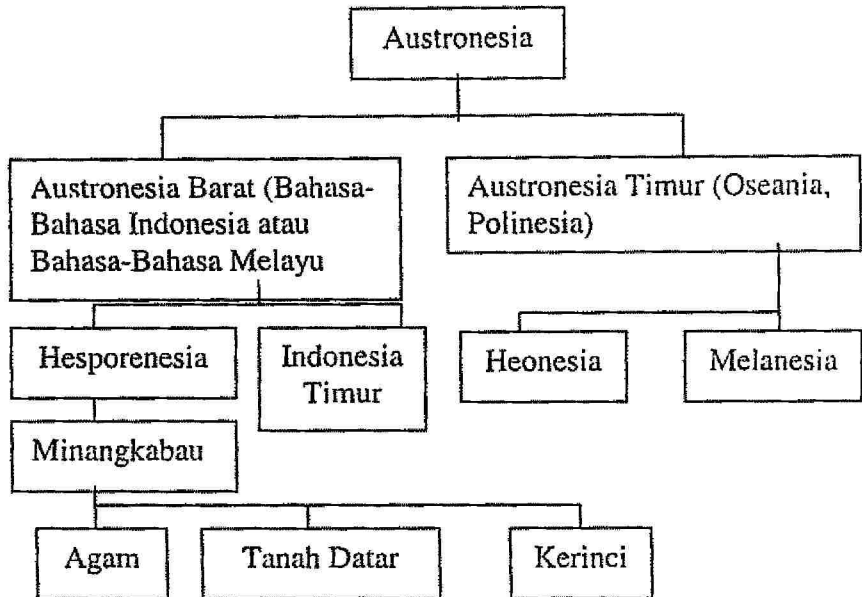 Austronesia
Austronesia Barat (Bahasa-
Bahasa Indonesia atau
Bahasa-Bahasa Melayu
Austronesia Timur (Oseania,
Polinesia)
Hesporenesia
Indonesia
Timur
Heonesia
Melanesia
Minangkabau
Agam
Tanah Datar
Kerinci